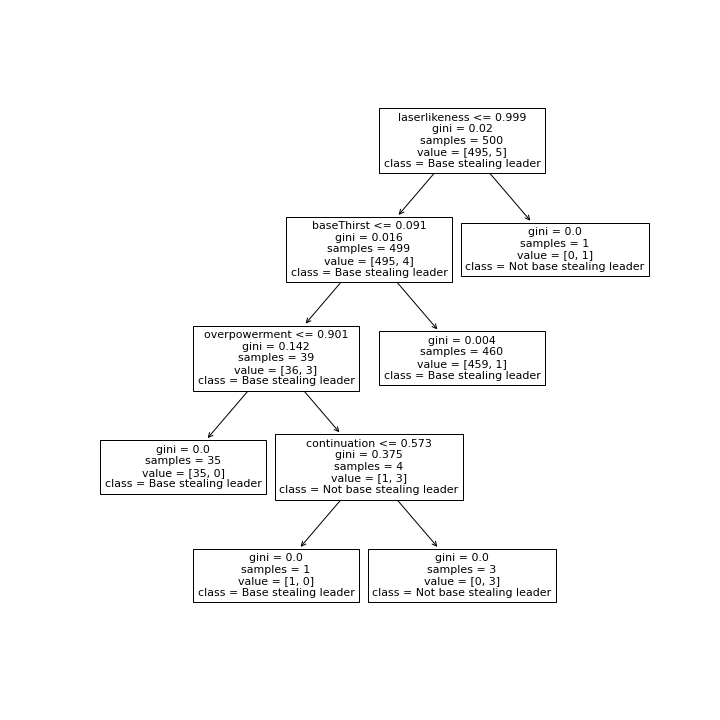 laserlikeness <= 0.999
gini = 0.02
samples = 500
value = [495, 5]
class = Base stealing leader
baseThirst <= 0.091
gini = 0.016
samples = 499
value = [495, 4]
class = Base stealing leader
gini = 0.0
samples = 1
value = [0, 1]
class = Not base stealing leader
overpowerment <= 0.901
gini = 0.142
samples = 39
value = [36, 3]
class = Base stealing leader
gini = 0.004
samples = 460
value = [459, 1]
class = Base stealing leader
gini = 0.0
samples = 35
value = [35, 0]
class = Base stealing leader
continuation <= 0.573
gini = 0.375
samples = 4
value = [1, 3]
class = Not base stealing leader
gini = 0.0
samples = 1
value = [1, 0]
class = Base stealing leader
gini = 0.0
samples = 3
value = [0, 3]
class = Not base stealing leader